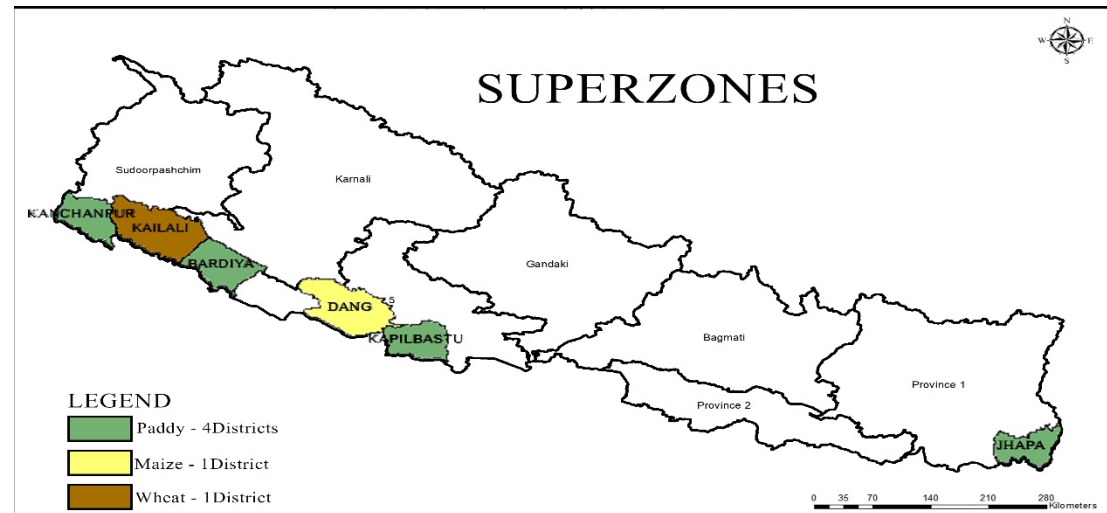 N
W E
S
SUPERZONES
Sudoorpashchim
Karnali
KANCHANPUR
KAILALI
BARDIYA
Gandaki
DANG
5
KAPILBASTU
Bagmati
Province 1
Province 2
JHAPA
LEGEND
Paddy - 4Districts
Maize - 1District
Wheat - 1District
0 35 70 140 210 280
Kilometers